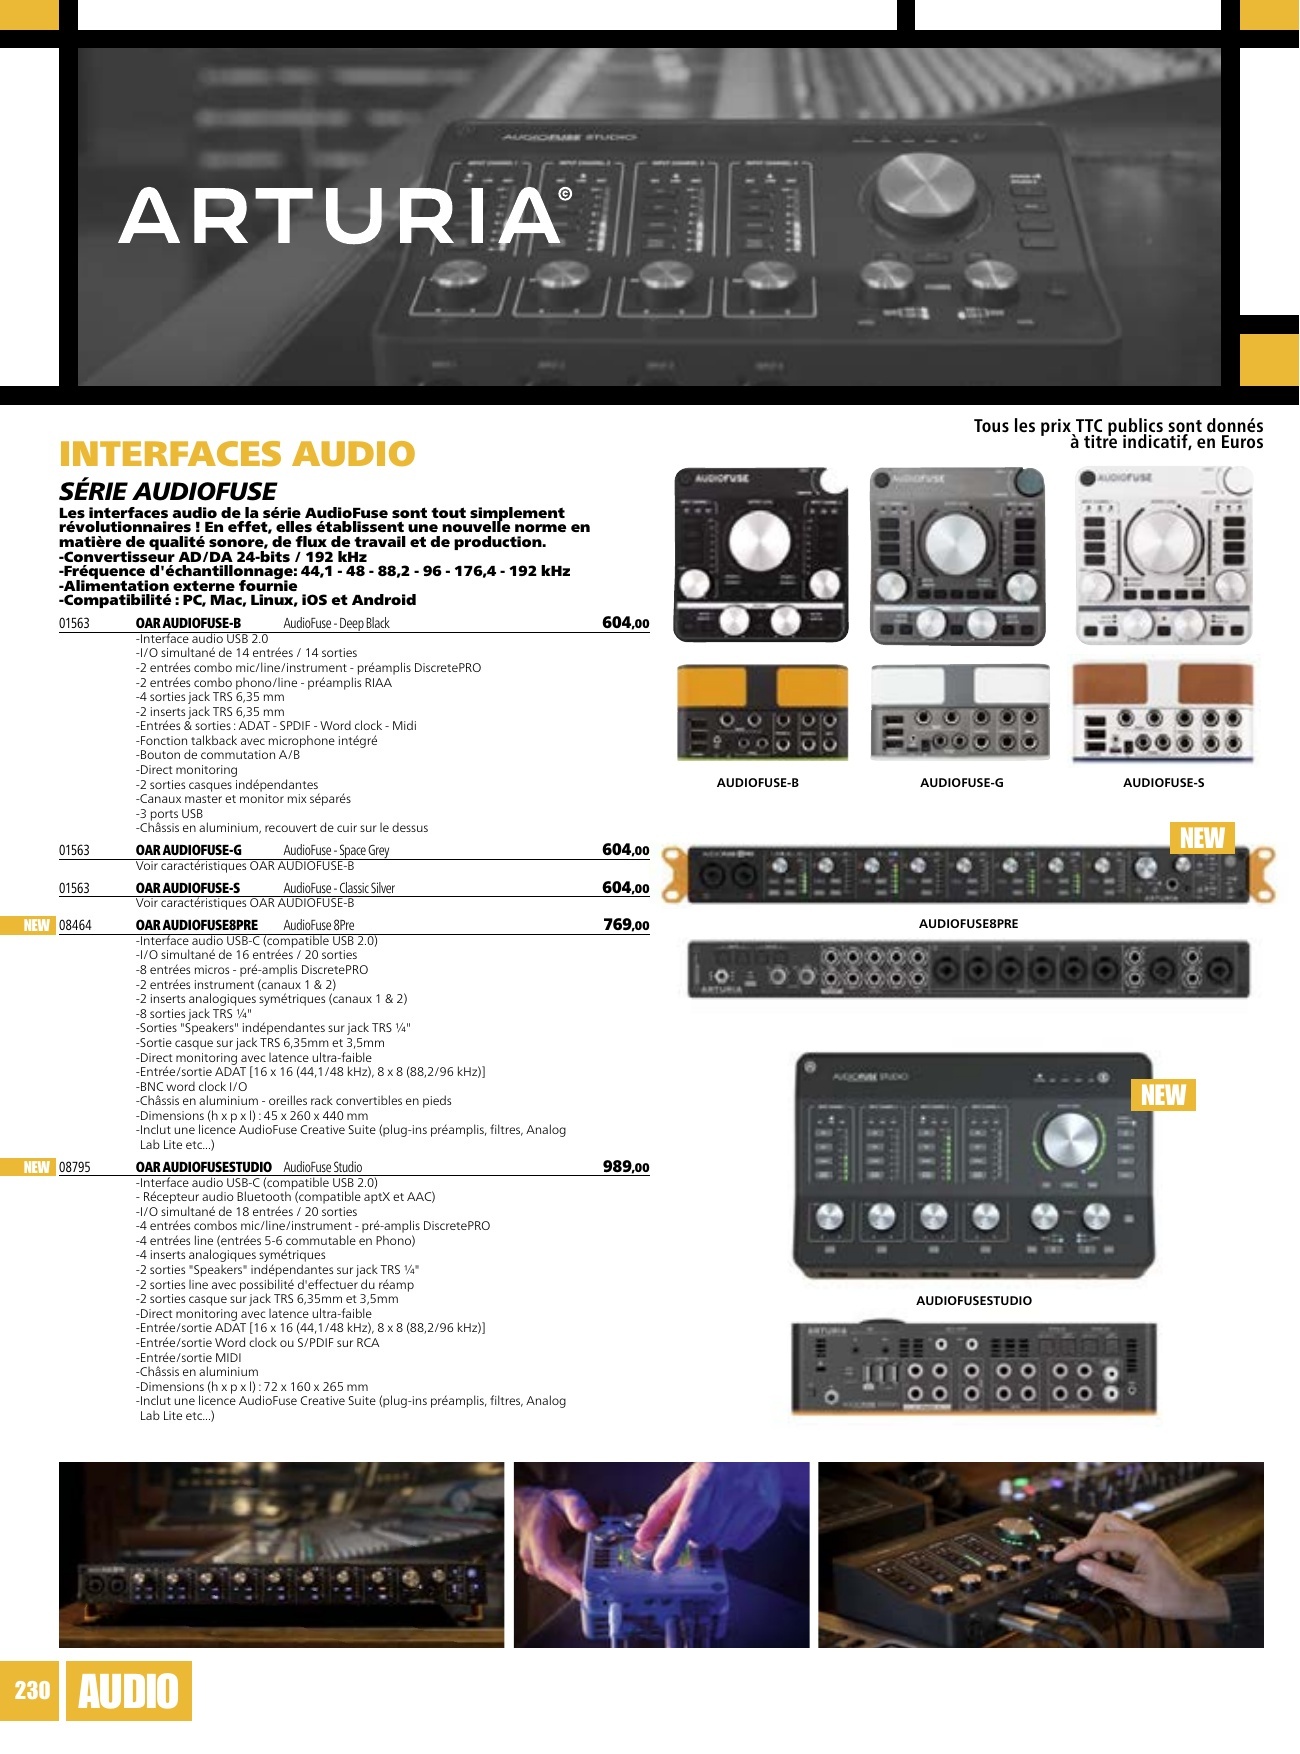 ARTURIA©
AUDIOFUSE STUDIO
Tous les prix TTC publics sont donnés
à titre indicatif, en Euros
INTERFACES AUDIO
SÉRIE AUDIOFUSE
Les interfaces audio de la série AudioFuse sont tout simplement
révolutionnaires ! En effet, elles établissent une nouvelle norme en
matière de qualité sonore, de flux de travail et de production.
-Convertisseur AD/DA 24-bits / 192 kHz
-Fréquence d'échantillonnage: 44,1 - 48 - 88,2 - 96 - 176,4 - 192 kHz
-Alimentation externe fournie
-Compatibilité : PC, Mac, Linux, iOS et Android
01563 OAR AUDIOFUSE-B AudioFuse - Deep Black 604,00
-Interface audio USB 2.0
-I/O simultané de 14 entrées / 14 sorties
-2 entrées combo mic/line/instrument - préamplis DiscretePRO
-2 entrées combo phono/line - préamplis RIAA
-4 sorties jack TRS 6,35 mm
-2 inserts jack TRS 6,35 mm
-Entrées & sorties : ADAT - SPDIF - Word clock - Midi
-Fonction talkback avec microphone intégré
-Bouton de commutation A/B
-Direct monitoring
-2 sorties casques indépendantes
-Canaux master et monitor mix séparés
-3 ports USB
-Châssis en aluminium, recouvert de cuir sur le dessus
01563 OAR AUDIOFUSE-G AudioFuse - Space Grey 604,00
Voir caractéristiques OAR AUDIOFUSE-B
01563 OAR AUDIOFUSE-S AudioFuse - Classic Silver 604,00
Voir caractéristiques OAR AUDIOFUSE-B
NEW 08464 OAR AUDIOFUSE8PRE AudioFuse 8Pre 769,00
-Interface audio USB-C (compatible USB 2.0)
-I/O simultané de 16 entrées / 20 sorties
-8 entrées micros - pré-amplis DiscretePRO
-2 entrées instrument (canaux 1 & 2)
-2 inserts analogiques symétriques (canaux 1 & 2)
-8 sorties jack TRS ¼"
-Sorties "Speakers" indépendantes sur jack TRS ¼"
-Sortie casque sur jack TRS 6,35mm et 3,5mm
-Direct monitoring avec latence ultra-faible
-Entrée/sortie ADAT [16 x 16 (44,1/48 kHz), 8 x 8 (88,2/96 kHz)]
-BNC word clock I/O
-Châssis en aluminium - oreilles rack convertibles en pieds
-Dimensions (h x p x l) : 45 x 260 x 440 mm
-Inclut une licence AudioFuse Creative Suite (plug-ins préamplis, filtres, Analog
Lab Lite etc...)
NEW 08795 OAR AUDIOFUSESTUDIO AudioFuse Studio 989,00
-Interface audio USB-C (compatible USB 2.0)
- Récepteur audio Bluetooth (compatible aptX et AAC)
-I/O simultané de 18 entrées / 20 sorties
-4 entrées combos mic/line/instrument - pré-amplis DiscretePRO
-4 entrées line (entrées 5-6 commutable en Phono)
-4 inserts analogiques symétriques
-2 sorties "Speakers" indépendantes sur jack TRS ¼"
-2 sorties line avec possibilité d'effectuer du réamp
-2 sorties casque sur jack TRS 6,35mm et 3,5mm
-Direct monitoring avec latence ultra-faible
-Entrée/sortie ADAT [16 x 16 (44,1/48 kHz), 8 x 8 (88,2/96 kHz)]
-Entrée/sortie Word clock ou S/PDIF sur RCA
-Entrée/sortie MIDI
-Châssis en aluminium
-Dimensions (h x p x l) : 72 x 160 x 265 mm
-Inclut une licence AudioFuse Creative Suite (plug-ins préamplis, filtres, Analog
Lab Lite etc...)
AUDIOFUSE
AUDIOFUSE
AUDIOFUSE
AUDIOFUSE-B
AUDIOFUSE-G
AUDIOFUSE-S
NEW
ARTURIA
AUDIOFUSE8PRE
ARTURIA
NEW
AUDIOFUSE STUDIO
AUDIOFUSESTUDIO
ARTURIA
230
AUDIO